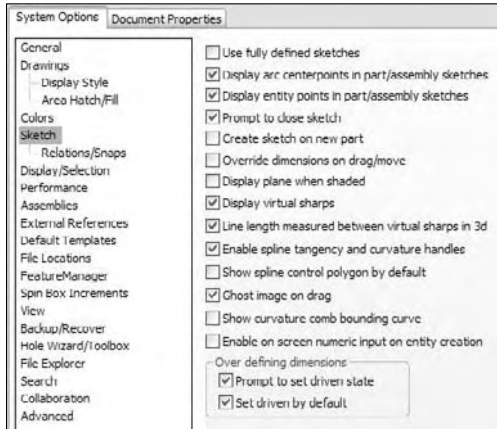 System Options
Document Properties
General
Drawings
Display Style
Area Hatch/Fill
Colors
Sketch
Relations/Snaps
Display/Selection
Performance
Assemblies
External References
Default Templates
File Locations
FeatureManager
Spin Box Increments
View
Backup/Recover
Hole Wizard/Toolbox
File Explorer
Search
Collaboration
Advanced
Use fully defined sketches
Display arc centerpoints in part/assembly sketches
Display entity points in part/assembly sketches
Prompt to close sketch
Create sketch on new part
Override dimensions on drag/move
Display plane when shaded
Display virtual sharps
Line length measured between virtual sharps in 3d
Enable spline tangency and curvature handles
Show spline control polygon by default
Ghost image on drag
Show curvature comb bounding curve
Enable on screen numeric input on entity creation
Over defining dimensions
Prompt to set driven state
Set driven by default